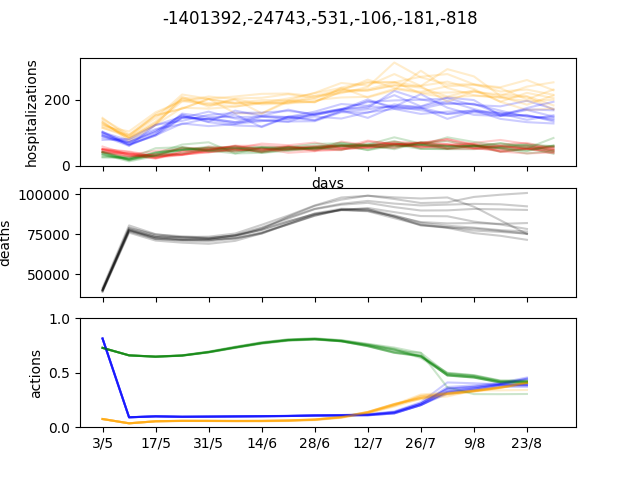 -1401392,-24743,-531,-106,-181,-818
hospitalizations
200
0
days
deaths
100000
75000
50000
actions
1.0
0.5
0.0
3/5 17/5 31/5 14/6 28/6 12/7 26/7 9/8 23/8